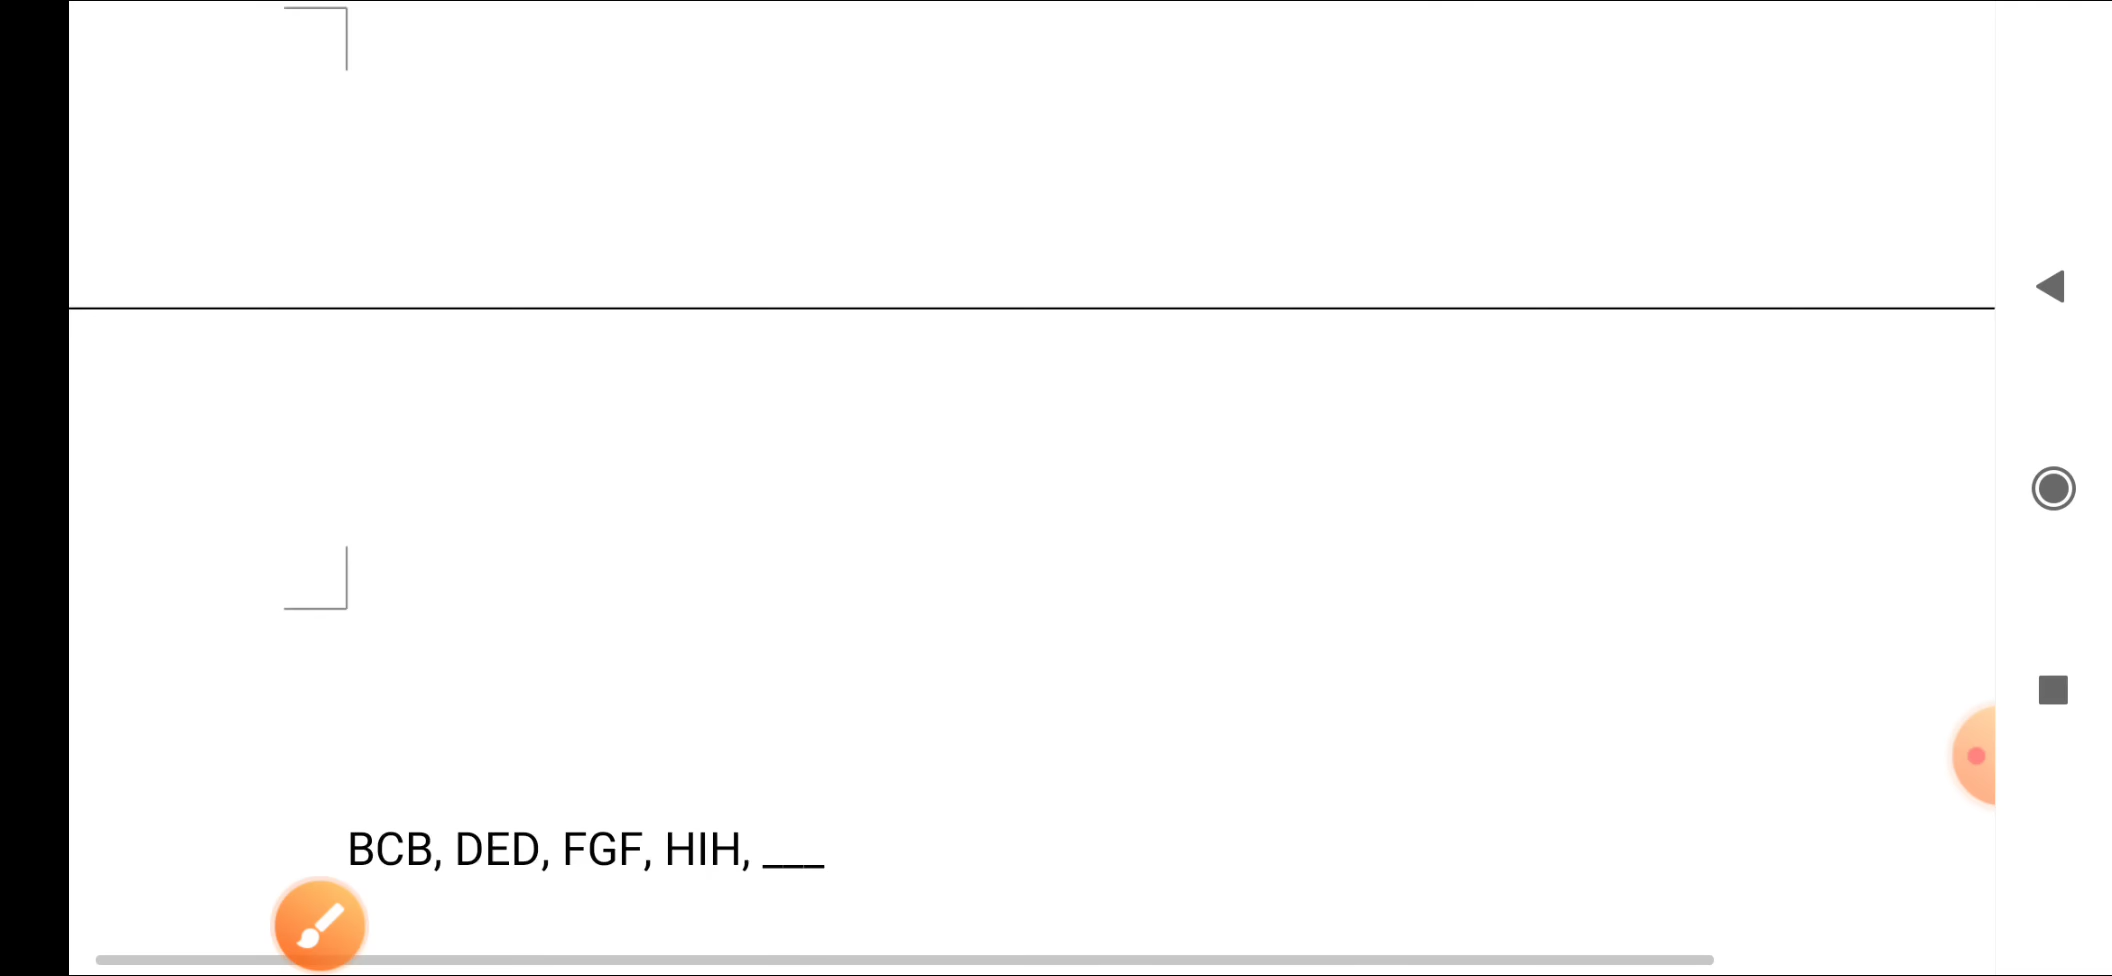 BCB, DED, FGF, HIH, ___